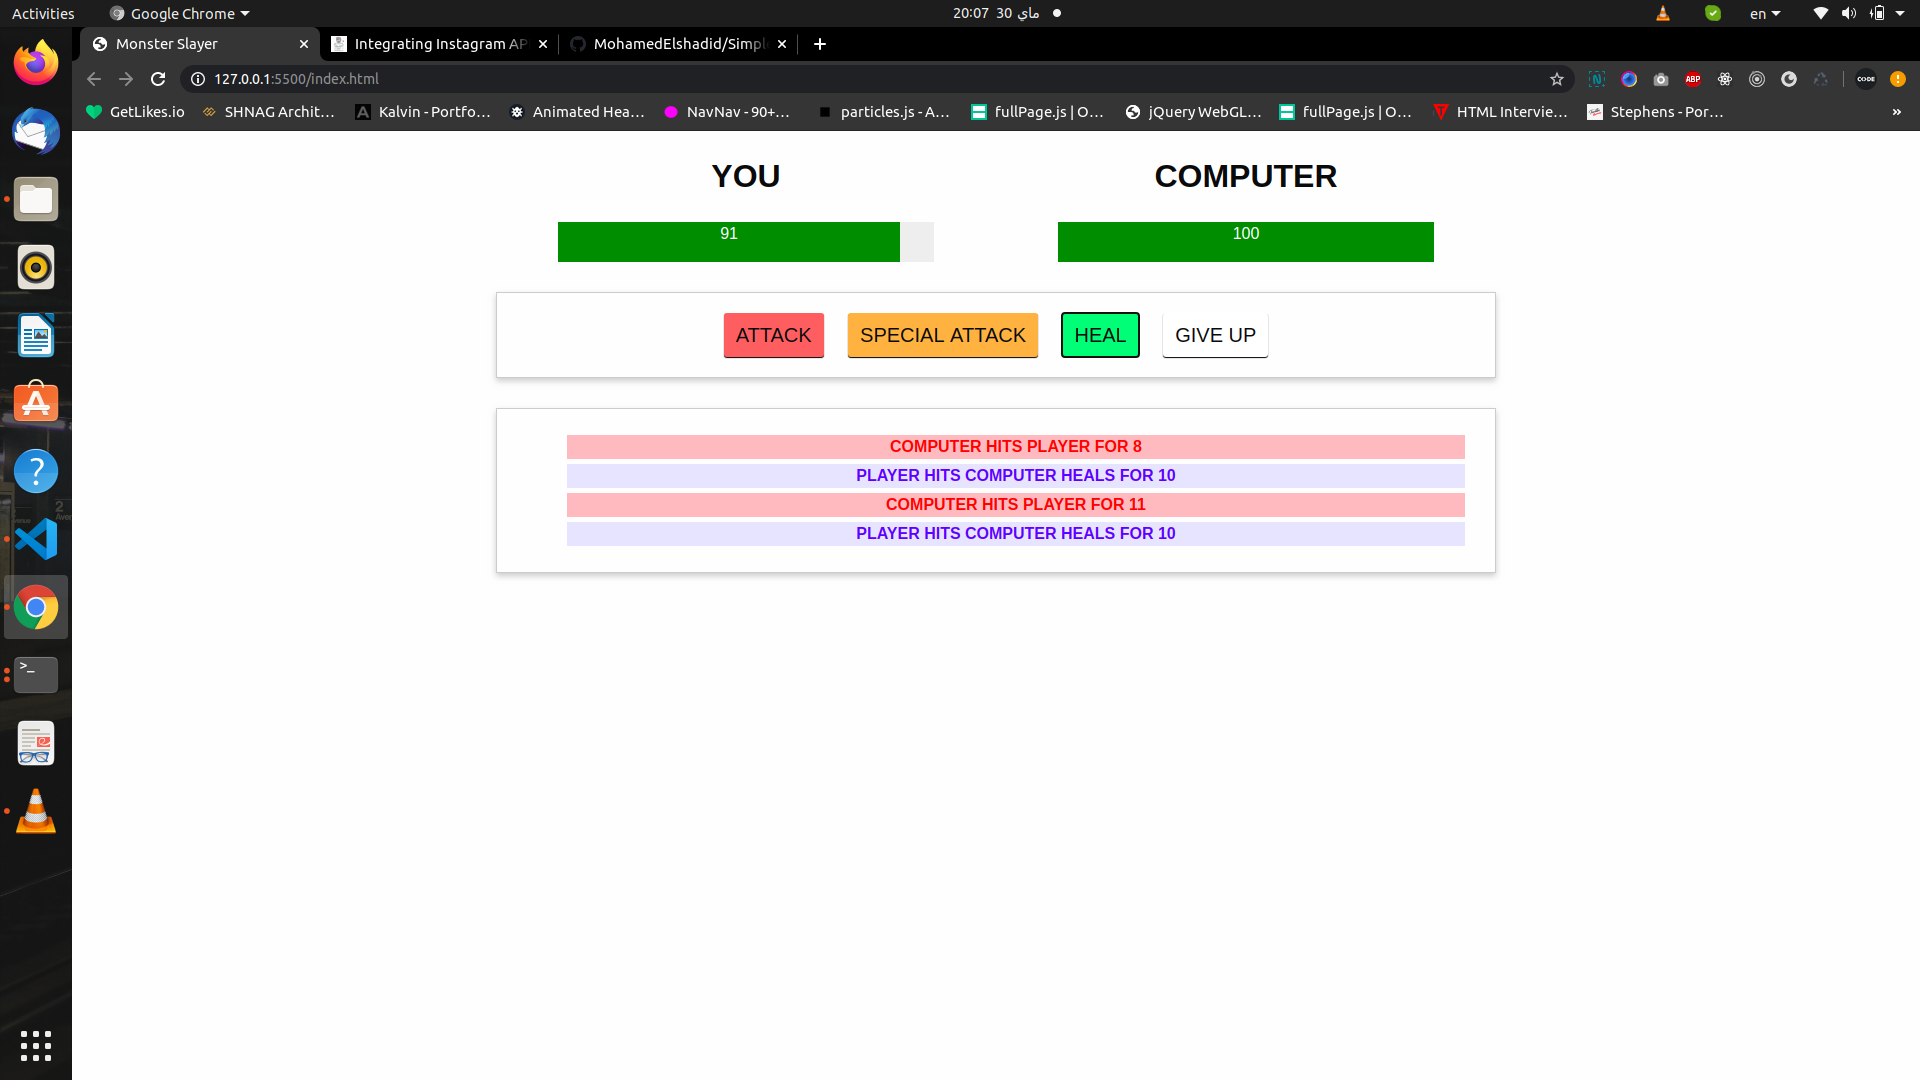 Activities
Google Chrome
20:07 30 ماي
en
Monster Slayer
Integrating Instagram AP
MohamedElshadid/Simpl
127.0.0.1:5500/index.html
ABP
CODE
GetLikes.io
SHNAG Archit…
Kalvin - Portfo…
Animated Hea…
NavNav - 90+…
particles.js - A…
fullPage.js | O…
jQuery WebGL…
fullPage.js | O…
HTML Intervie…
Stephens - Por…
»
YOU
COMPUTER
91
100
ATTACK
SPECIAL ATTACK
HEAL
GIVE UP
COMPUTER HITS PLAYER FOR 8
PLAYER HITS COMPUTER HEALS FOR 10
COMPUTER HITS PLAYER FOR 11
PLAYER HITS COMPUTER HEALS FOR 10